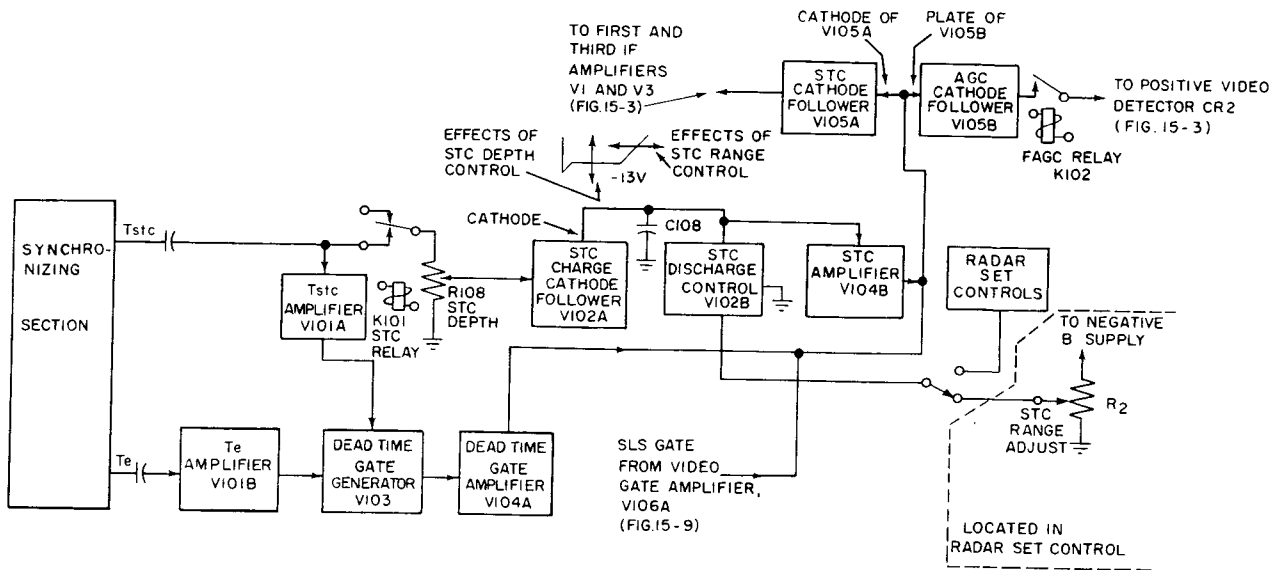 CATHODE OF
V105A
PLATE OF
V105B
TO FIRST AND
THIRD IF
AMPLIFIERS
V1 AND V3
(FIG.15-3)
STC
CATHODE
FOLLOWER
V105A
AGC
CATHODE
FOLLOWER
V105B
TO POSITIVE VIDEO
DETECTOR CR2
(FIG. 15-3)
FAGC RELAY
K102
EFFECTS OF
STC DEPTH
CONTROL
EFFECTS OF
STC RANGE
CONTROL
-13V
CATHODE
C108
SYNCHRO-
NIZING
SECTION
Tstc
Tstc
AMPLIFIER
V101A
K101
STC
RELAY
R108
STC
DEPTH
STC
CHARGE
CATHODE
FOLLOWER
V102A
STC
DISCHARGE
CONTROL
V102B
STC
AMPLIFIER
V104B
RADAR
SET
CONTROLS
TO NEGATIVE
B SUPPLY
R2
STC
RANGE
ADJUST
Te
Te
AMPLIFIER
V101B
DEAD TIME
GATE
GENERATOR
V103
DEAD TIME
GATE
AMPLIFIER
V104A
SLS GATE
FROM VIDEO
GATE AMPLIFIER,
V106A
(FIG.15-9)
LOCATED IN
RADAR SET CONTROL